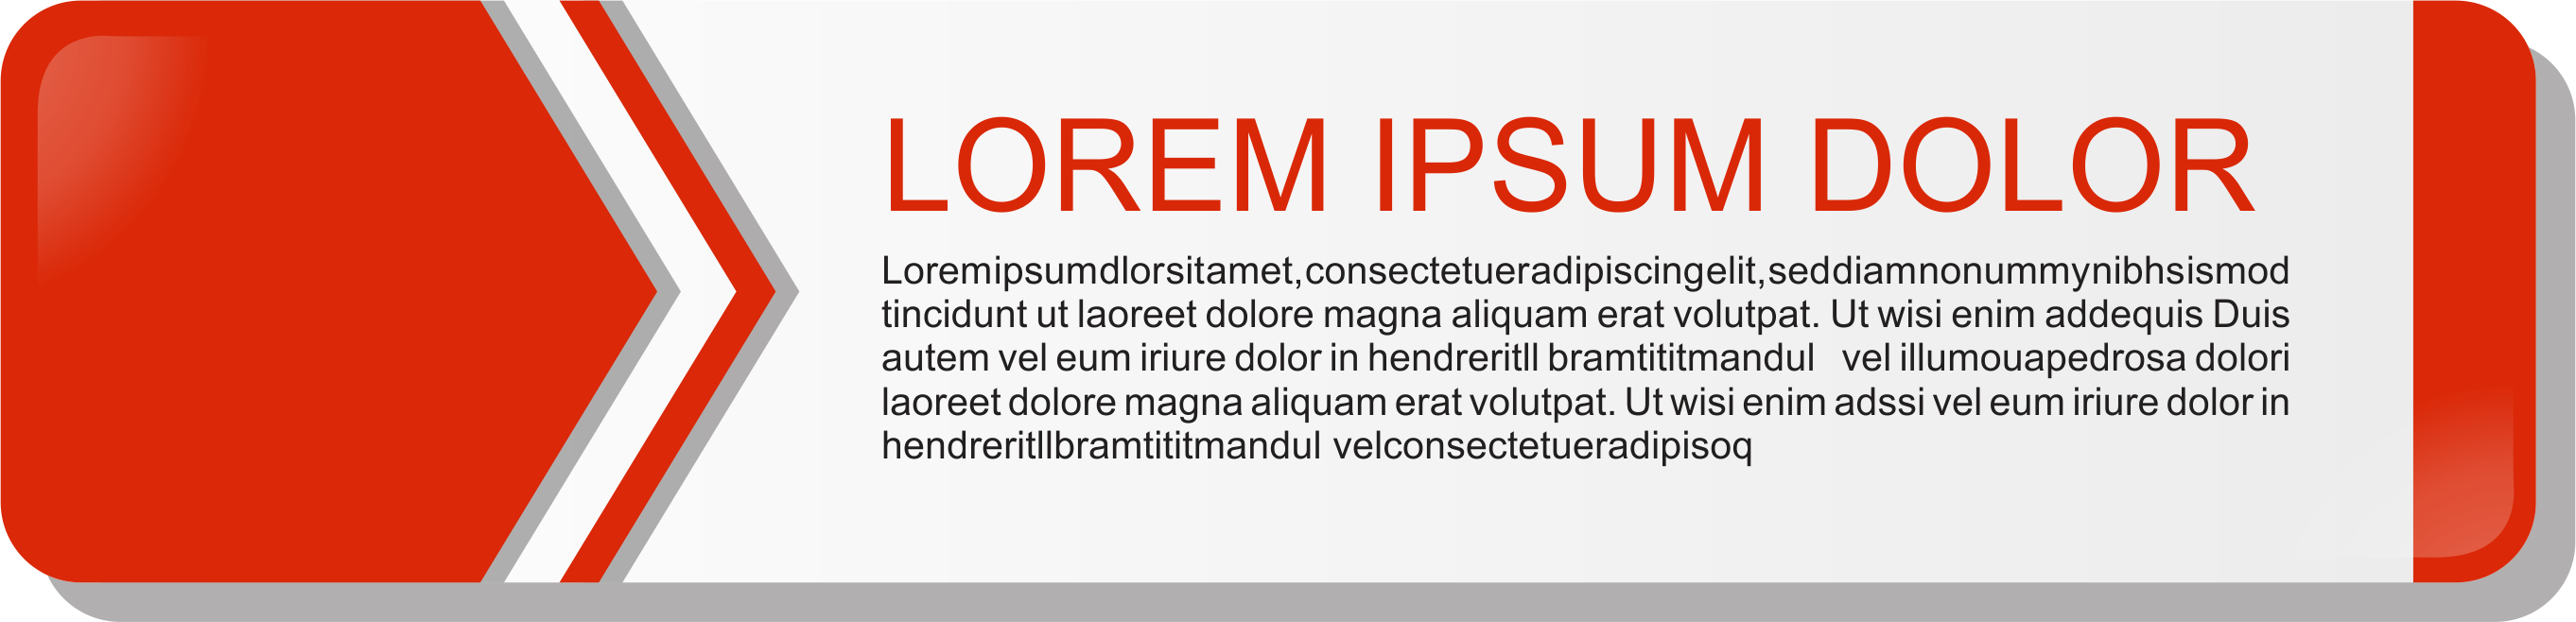 LOREM IPSUM DOLOR
Loremipsumdlorsitamet,consectetueradipiscingelit,seddiamnonummynibhsismod
tincidunt ut laoreet dolore magna aliquam erat volutpat. Ut wisi enim addequis Duis
autem vel eum iriure dolor in hendreritll bramtititmandul vel illumouapedrosa dolori
laoreet dolore magna aliquam erat volutpat. Ut wisi enim adssi vel eum iriure dolor in
hendreritllbramtititmandul velconsectetueradipisoq